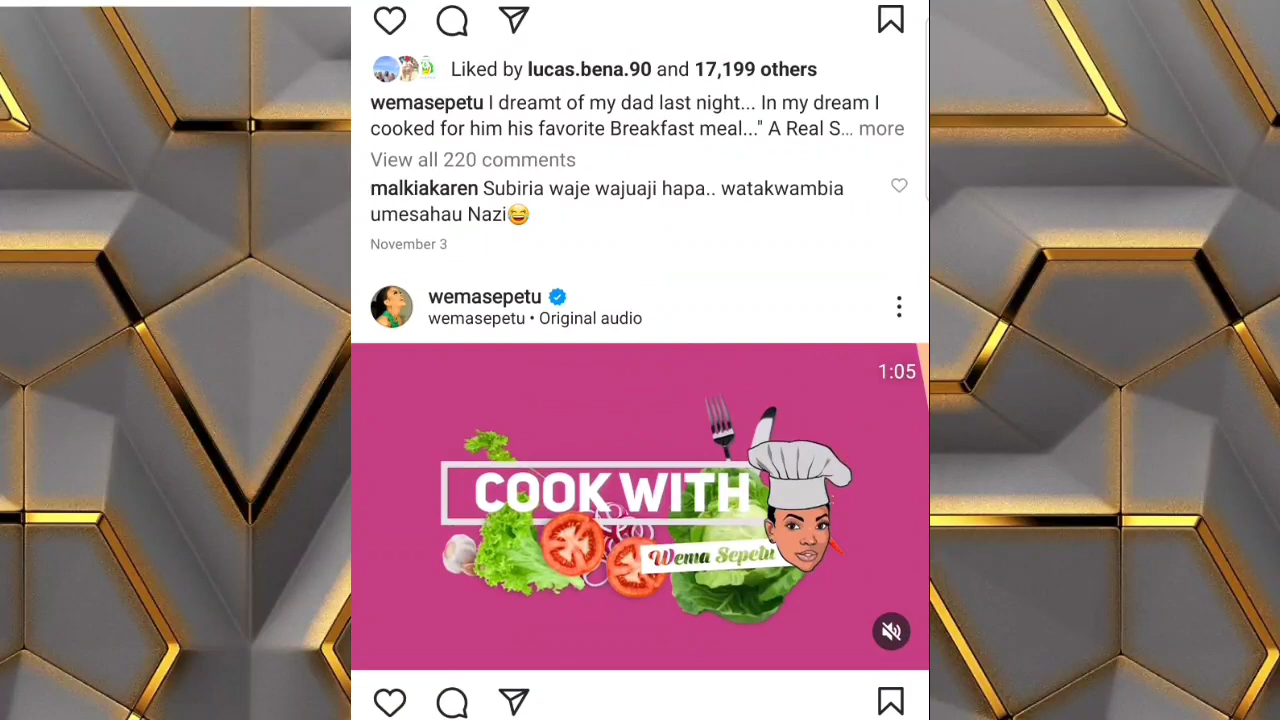 Liked by lucas.bena.90 and 17,199 others
wemasepetu I dreamt of my dad last night... In my dream I
cooked for him his favorite Breakfast meal..." A Real S... more
View all 220 comments
malkiakaren Subiria waje wajuaji hapa.. watakwambia
umesahau Nazi😅
November 3
wemasepetu
wemasepetu • Original audio
1:05
COOK WITH
Wema Sepetu